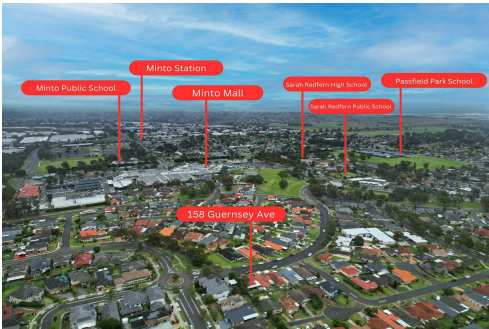 Minto Station
Minto Public School
Minto Mall
Sarah Redfern High School
Passfield Park School
Sarah Redfern Public School
158 Guernsey Ave